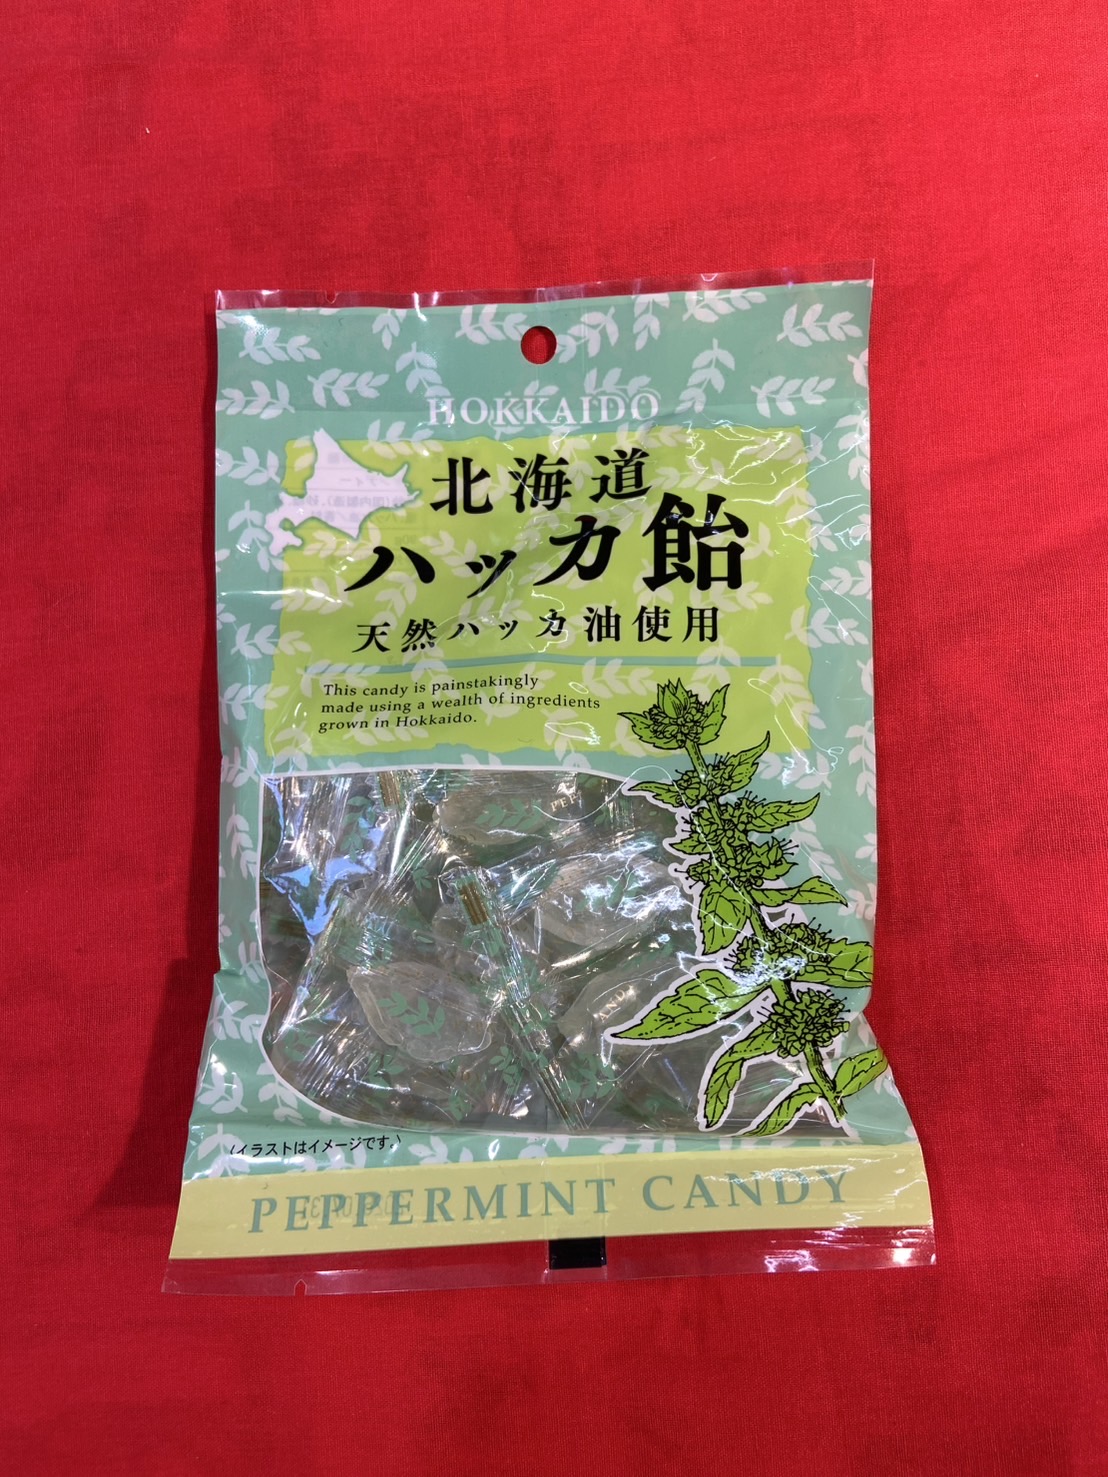 HOKKAIDO
北海道
ハッカ飴
天然ハッカ油使用
This candy is painstakingly
made using a wealth of ingredients
grown in Hokkaido.
PEP
AND
(イラストはイメージです。)
PEPPERMINT CANDY